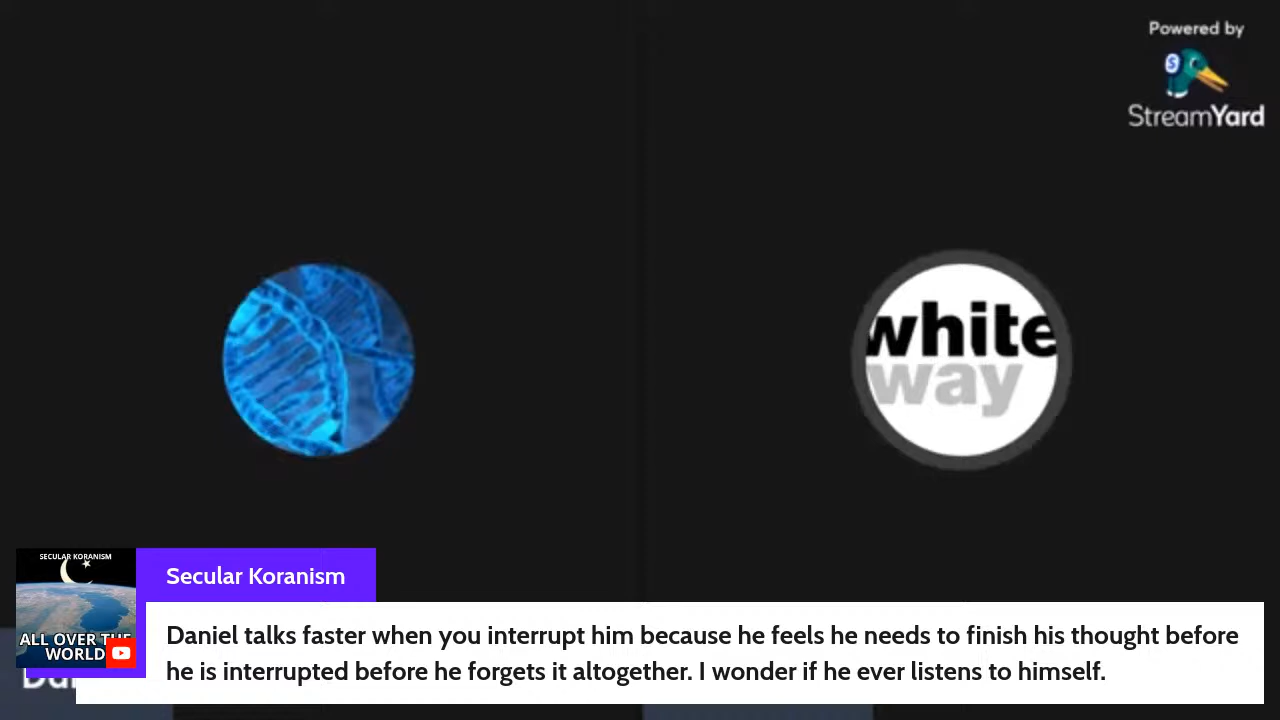 Powered by
StreamYard
white
way
SECULAR KORANISM
ALL OVER THE
WORLD
Secular Koranism
Daniel talks faster when you interrupt him because he feels he needs to finish his thought before
he is interrupted before he forgets it altogether. I wonder if he ever listens to himself.